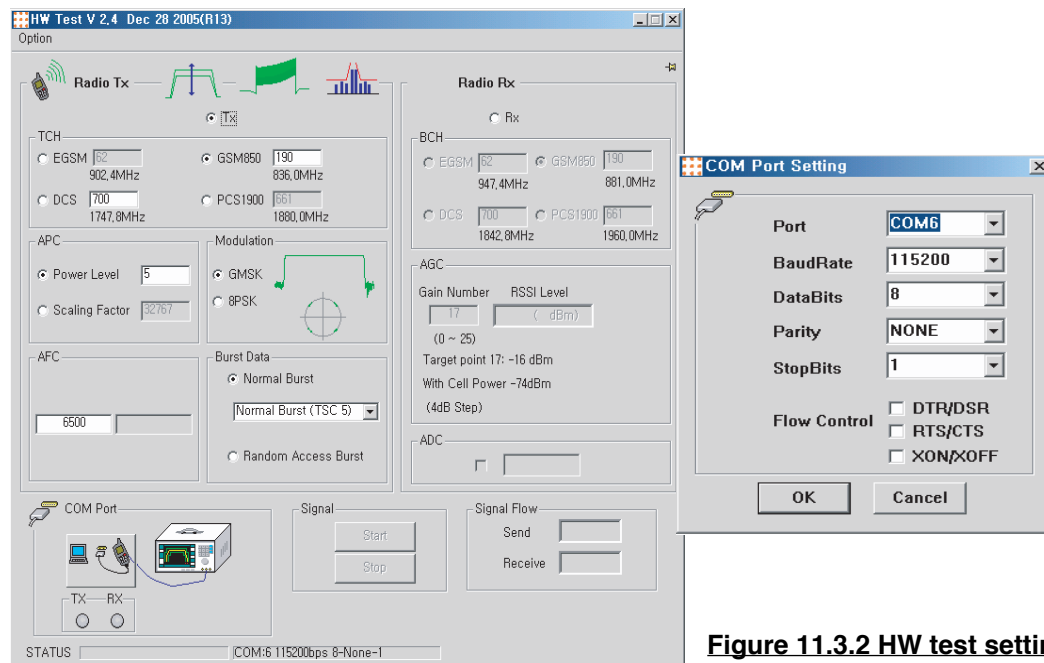 HW Test V 2,4 Dec 28 2005(R13)
Option
Radio Tx
Tx
TCH
EGSM 62
902,4MHz
GSM850 190
836,0MHz
DCS 700
1747,8MHz
PCS1900 661
1880,0MHz
APC
Power Level 5
Scaling Factor 32767
Modulation
GMSK
8PSK
AFC
6500
Burst Data
Normal Burst
Normal Burst (TSC 5)
Random Access Burst
Radio Rx
Rx
BCH
EGSM 62
947,4MHz
GSM850 190
881,0MHz
DCS 700
1842,8MHz
PCS1900 661
1960,0MHz
AGC
Gain Number RSSI Level
17 ( dBm)
(0 ~ 25)
Target point 17: -16 dBm
With Cell Power -74dBm
(4dB Step)
ADC
COM Port
TX RX
Signal
Start
Stop
Signal Flow
Send
Receive
STATUS COM:6 115200bps 8-None-1
COM Port Setting
Port COM6
BaudRate 115200
DataBits 8
Parity NONE
StopBits 1
Flow Control
DTR/DSR
RTS/CTS
XON/XOFF
OK Cancel
Figure 11.3.2 HW test settin